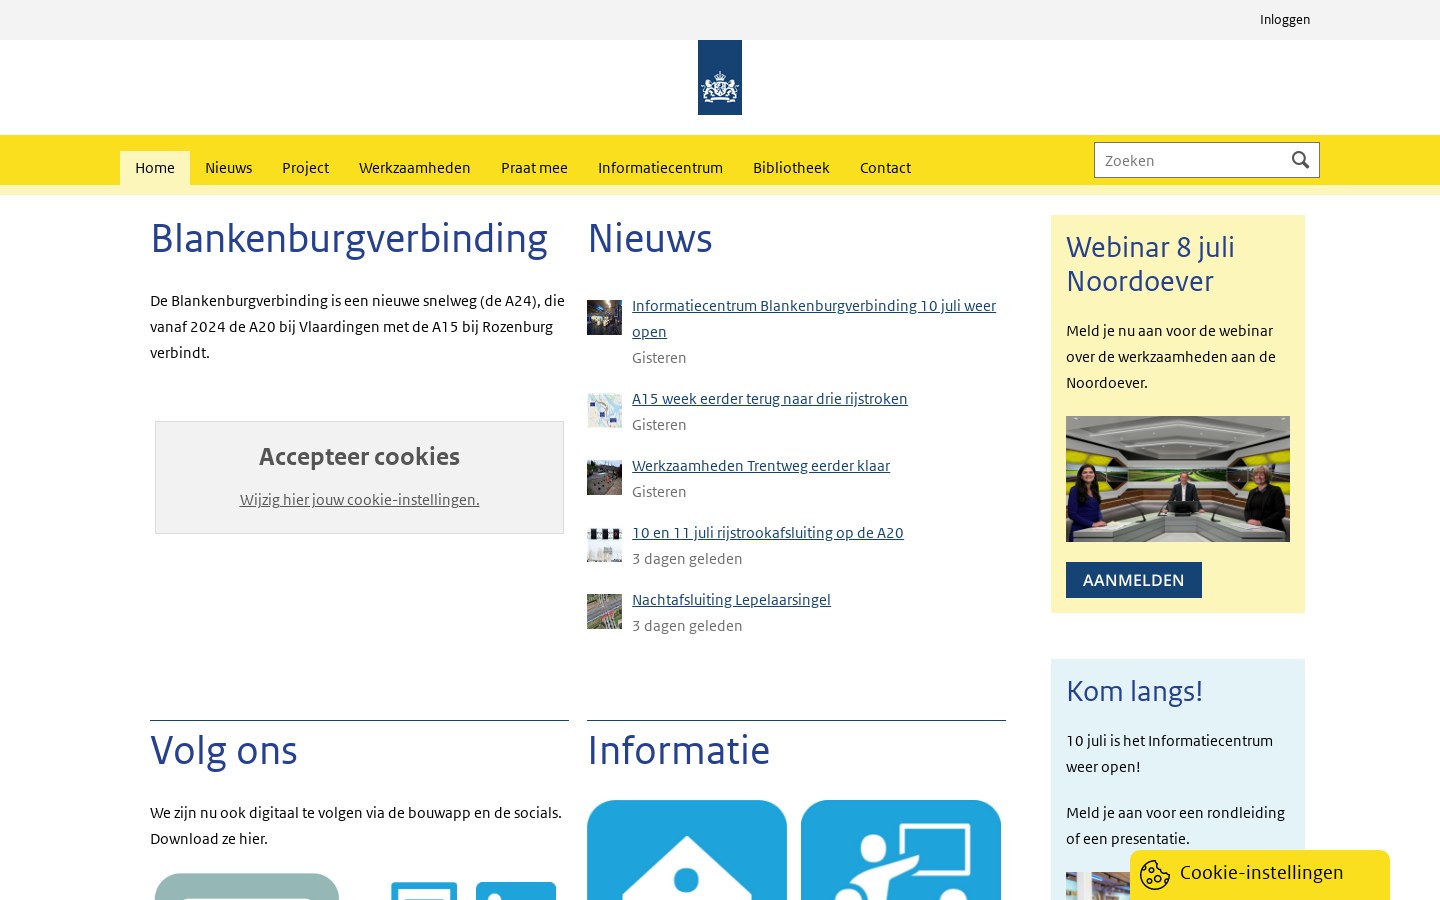 Inloggen
Home Nieuws Project Werkzaamheden Praat mee Informatiecentrum Bibliotheek Contact
Zoeken
Blankenburgverbinding
De Blankenburgverbinding is een nieuwe snelweg (de A24), die
vanaf 2024 de A20 bij Vlaardingen met de A15 bij Rozenburg
verbindt.
Accepteer cookies
Wijzig hier jouw cookie-instellingen.
Nieuws
Informatiecentrum Blankenburgverbinding 10 juli weer
open
Gisteren
A15 week eerder terug naar drie rijstroken
Gisteren
Werkzaamheden Trentweg eerder klaar
Gisteren
10 en 11 juli rijstrookafsluiting op de A20
3 dagen geleden
Nachtafsluiting Lepelaarsingel
3 dagen geleden
Webinar 8 juli
Noordoever
Meld je nu aan voor de webinar
over de werkzaamheden aan de
Noordoever.
AANMELDEN
Volg ons
We zijn nu ook digitaal te volgen via de bouwapp en de socials.
Download ze hier.
Informatie
Kom langs!
10 juli is het Informatiecentrum
weer open!
Meld je aan voor een rondleiding
of een presentatie.
Cookie-instellingen